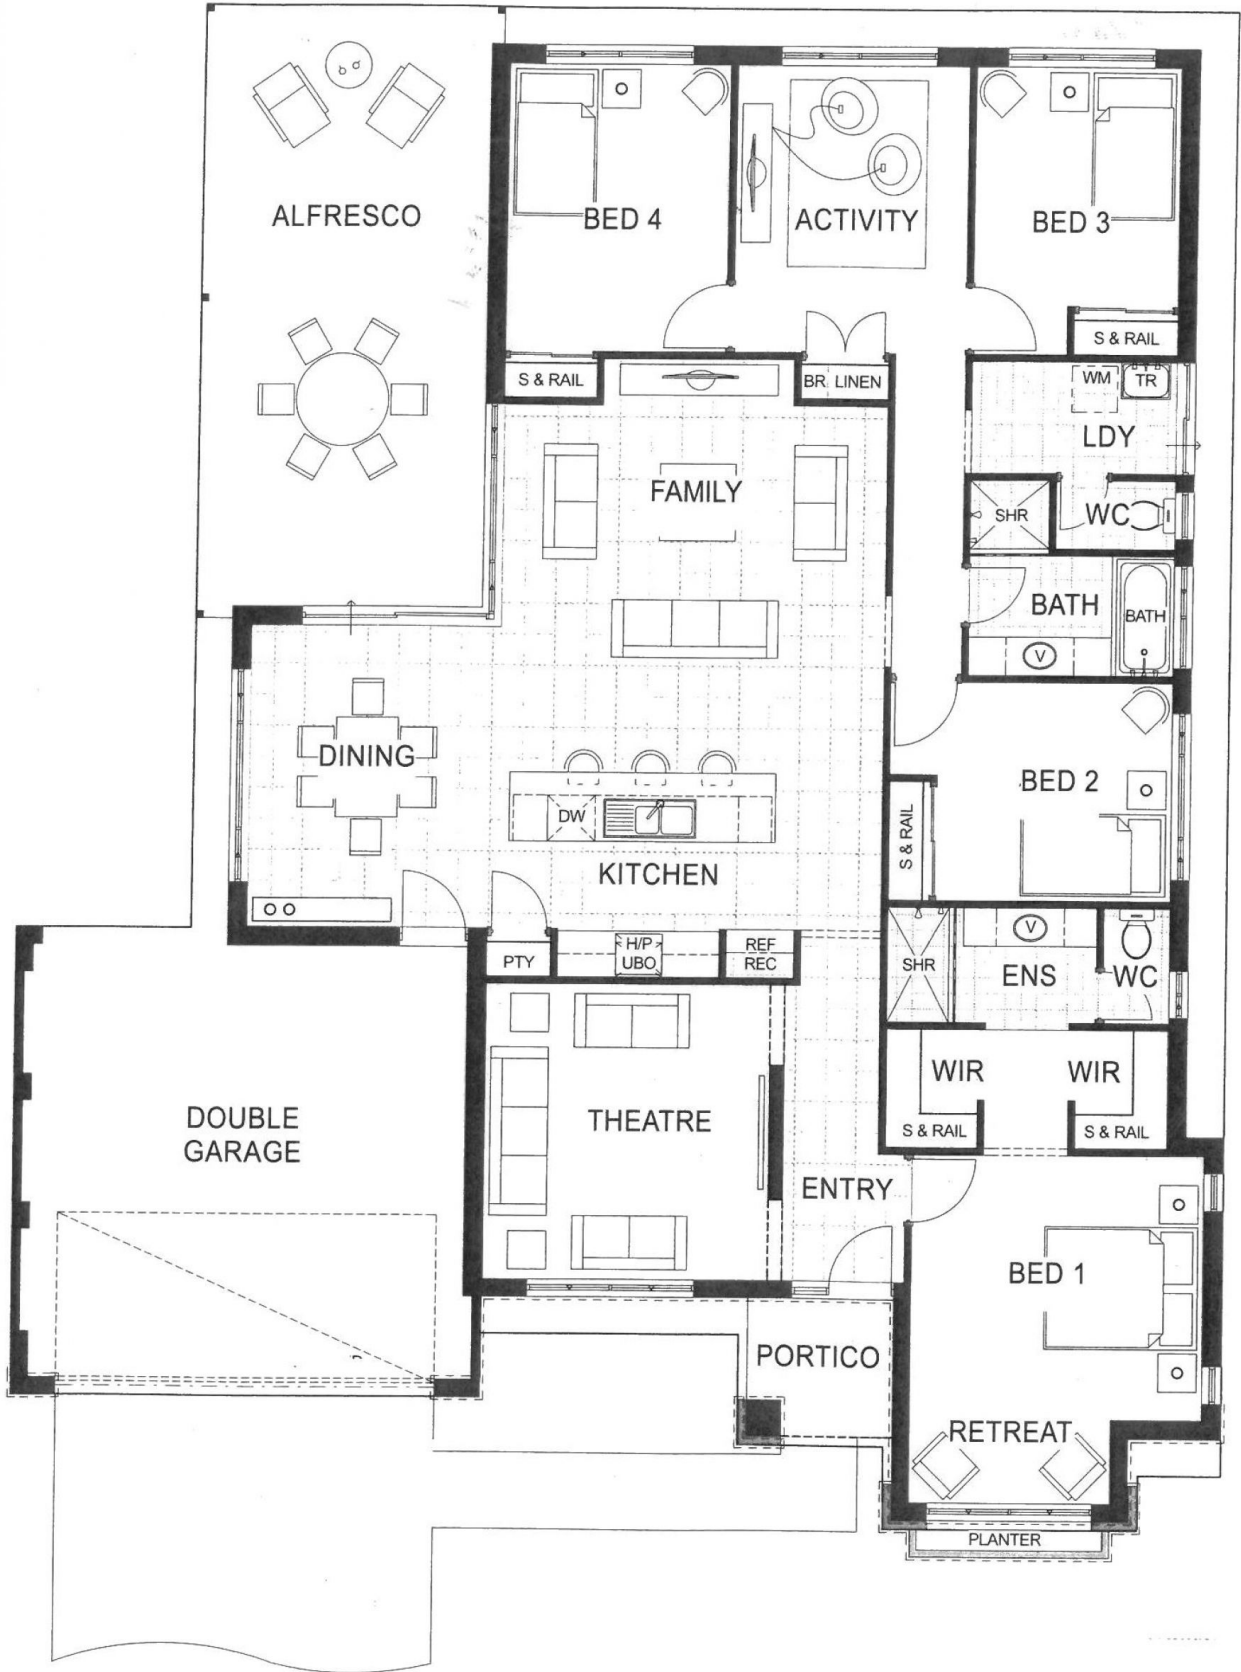 ALFRESCO
BED 4
ACTIVITY
BED 3
S & RAIL
S & RAIL
BR
LINEN
WM
TR
LDY
FAMILY
SHR
WC
BATH
BATH
V
DINING
BED 2
DW
S & RAIL
KITCHEN
PTY
H/P
UBO
REF
REC
V
SHR
ENS
WC
WIR
WIR
S & RAIL
S & RAIL
DOUBLE
GARAGE
THEATRE
ENTRY
BED 1
PORTICO
RETREAT
PLANTER